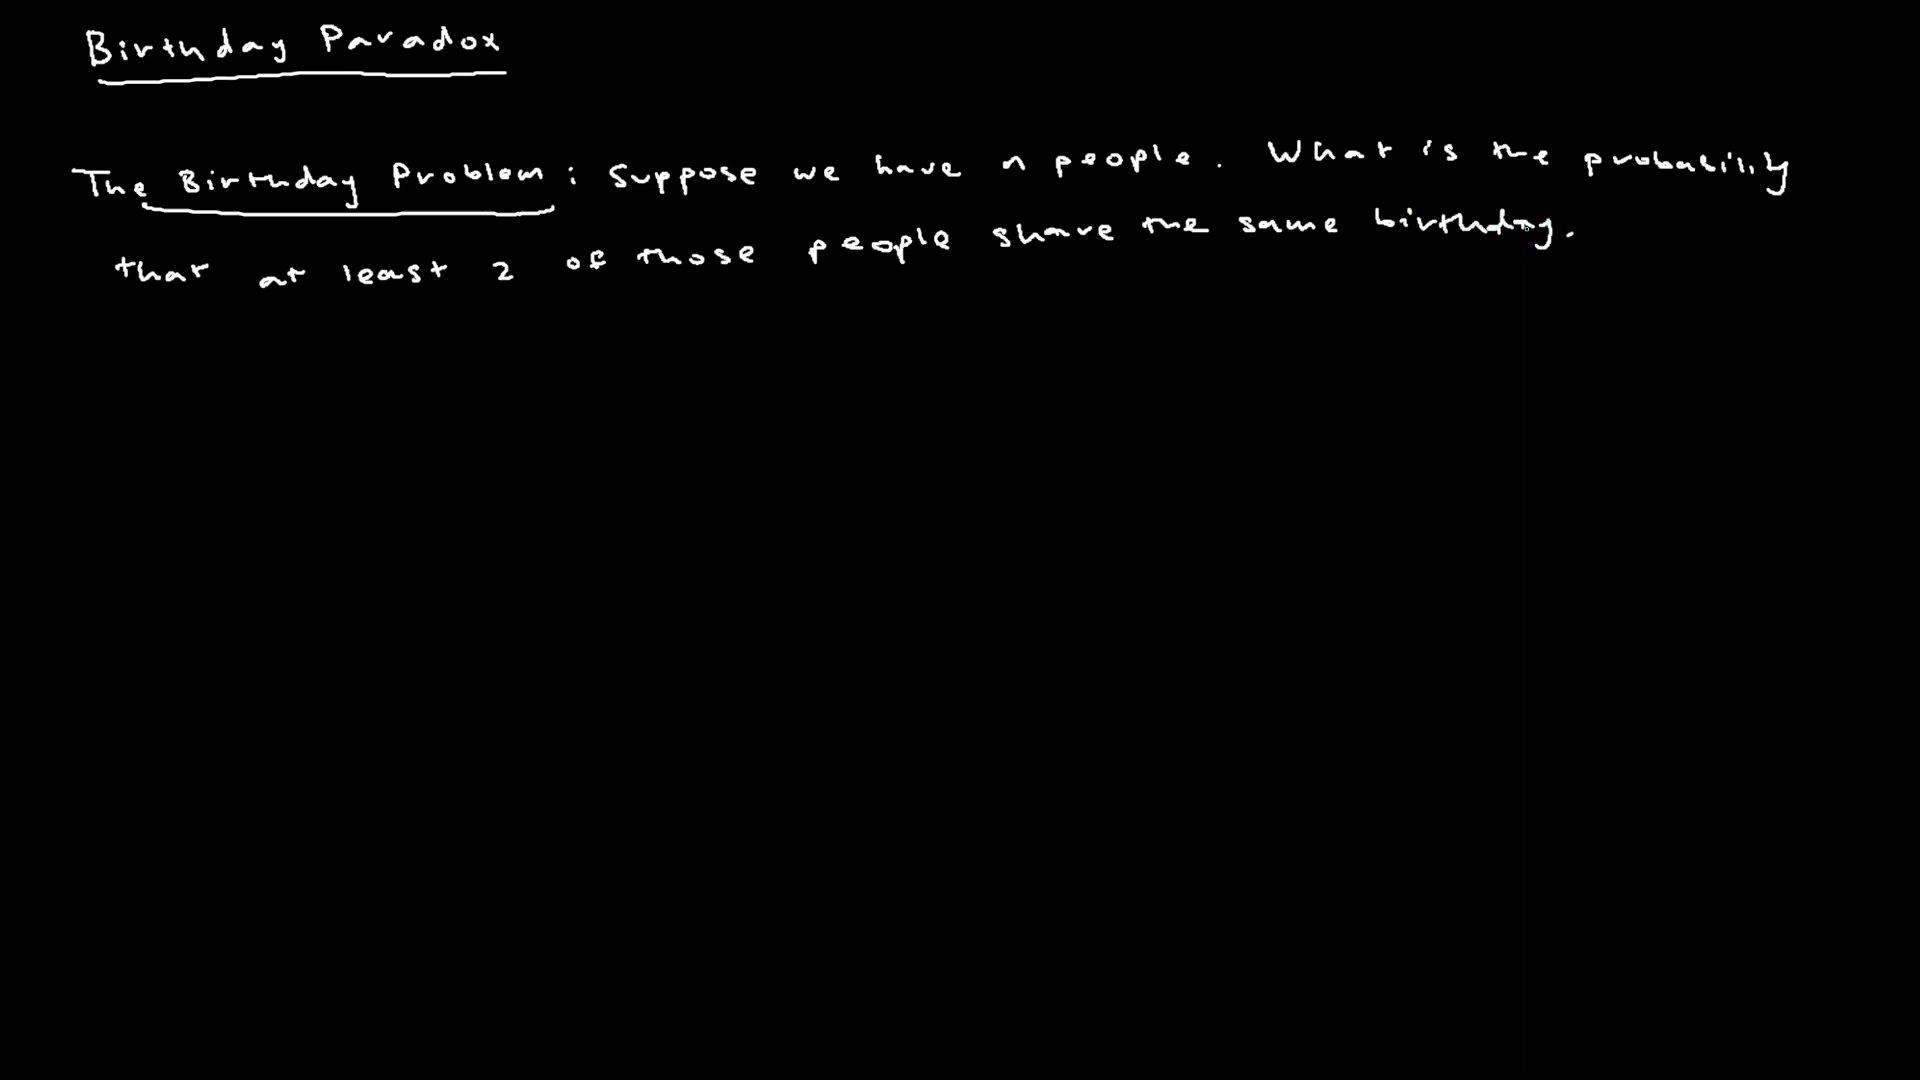 Birthday Paradox
The Birthday Problem: Suppose we have n people. What is the probability
that at least 2 of those people share the same birthday.